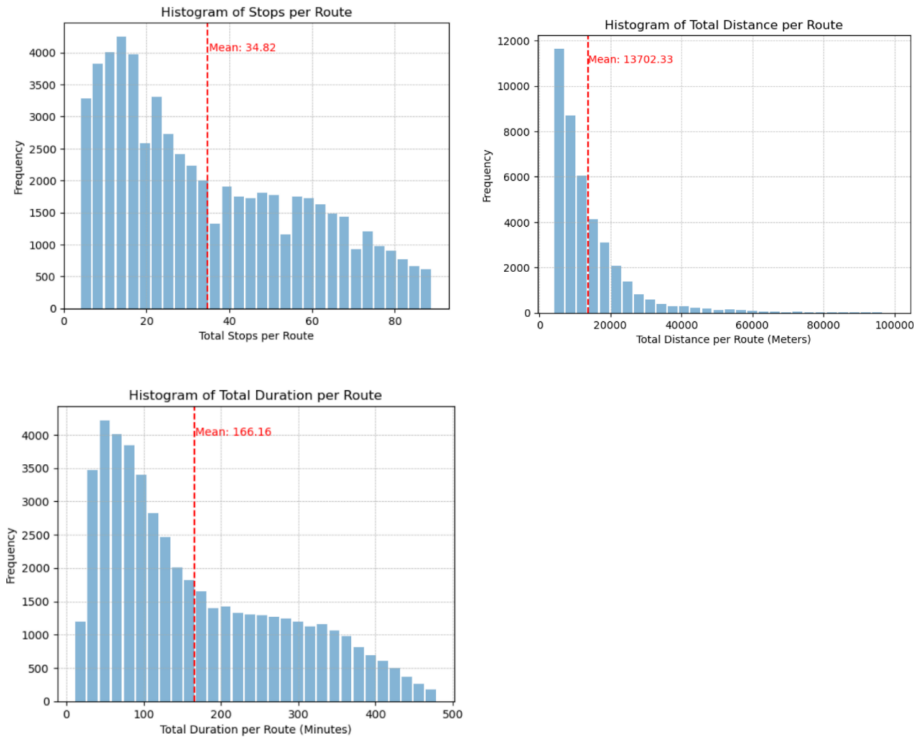 Histogram of Stops per Route
Mean: 34.82
4000
3500
3000
2500
2000
1500
1000
500
0
Frequency
0 20 40 60 80
Total Stops per Route
Histogram of Total Distance per Route
Mean: 13702.33
12000
10000
8000
6000
4000
2000
0
Frequency
0 20000 40000 60000 80000 100000
Total Distance per Route (Meters)
Histogram of Total Duration per Route
Mean: 166.16
4000
3500
3000
2500
2000
1500
1000
500
0
Frequency
0 100 200 300 400 500
Total Duration per Route (Minutes)